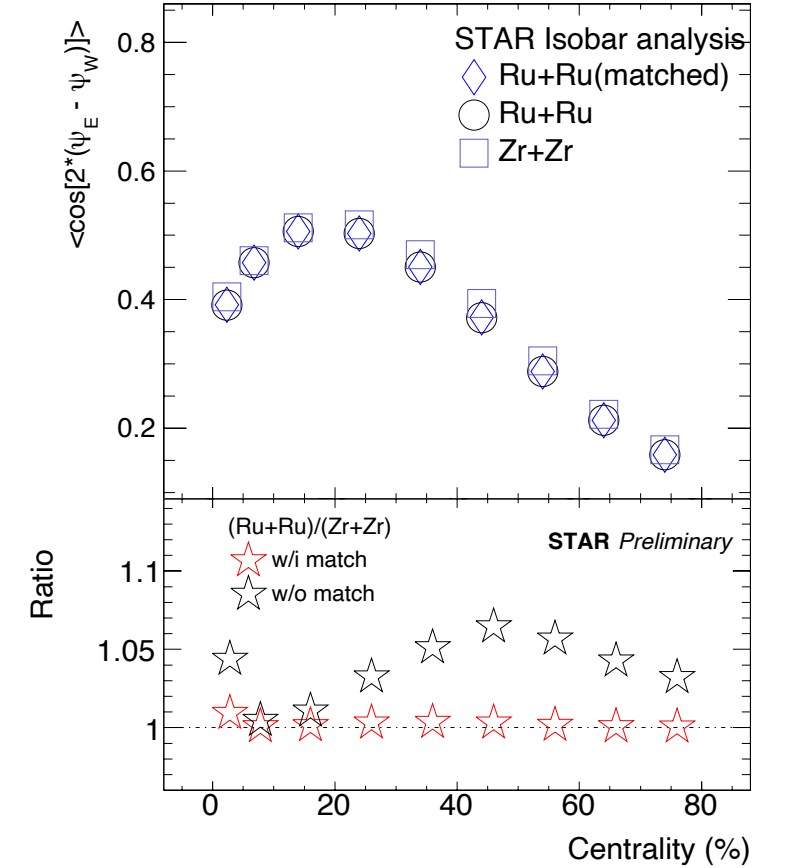 <cos[2*(ψ_E - ψ_W)]>
0.8
0.6
0.4
0.2
STAR Isobar analysis
Ru+Ru(matched)
Ru+Ru
Zr+Zr
Ratio
1.1
1.05
1
(Ru+Ru)/(Zr+Zr)
w/i match
w/o match
STAR Preliminary
0 20 40 60 80
Centrality (%)